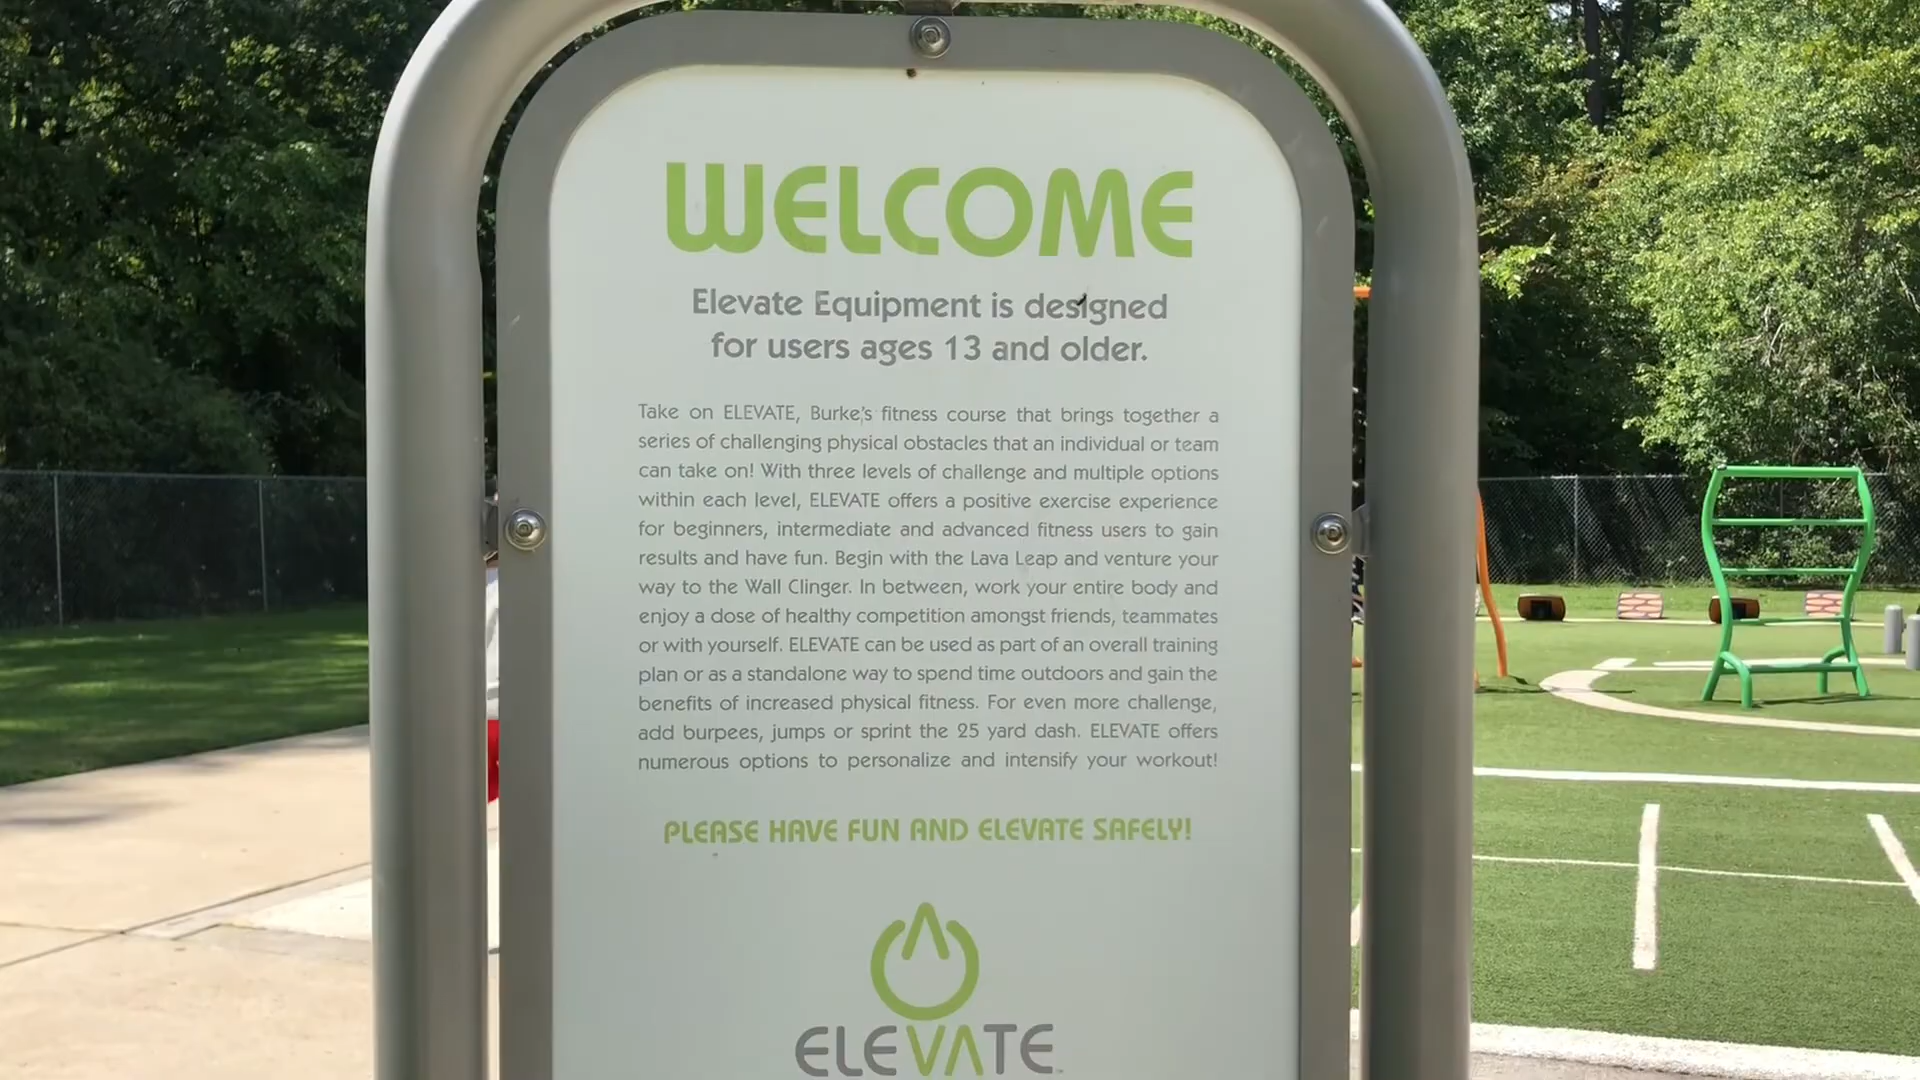 WELCOME
Elevate Equipment is designed
for users ages 13 and older.
Take on ELEVATE, Burke's fitness course that brings together a
series of challenging physical obstacles that an individual or team
can take on! With three levels of challenge and multiple options
within each level, ELEVATE offers a positive exercise experience
for beginners, intermediate and advanced fitness users to gain
results and have fun. Begin with the Lava Leap and venture your
way to the Wall Clinger. In between, work your entire body and
enjoy a dose of healthy competition amongst friends, teammates
or with yourself. ELEVATE can be used as part of an overall training
plan or as a standalone way to spend time outdoors and gain the
benefits of increased physical fitness. For even more challenge,
add burpees, jumps or sprint the 25 yard dash. ELEVATE offers
numerous options to personalize and intensify your workout!
PLEASE HAVE FUN AND ELEVATE SAFELY!
ELEVATE